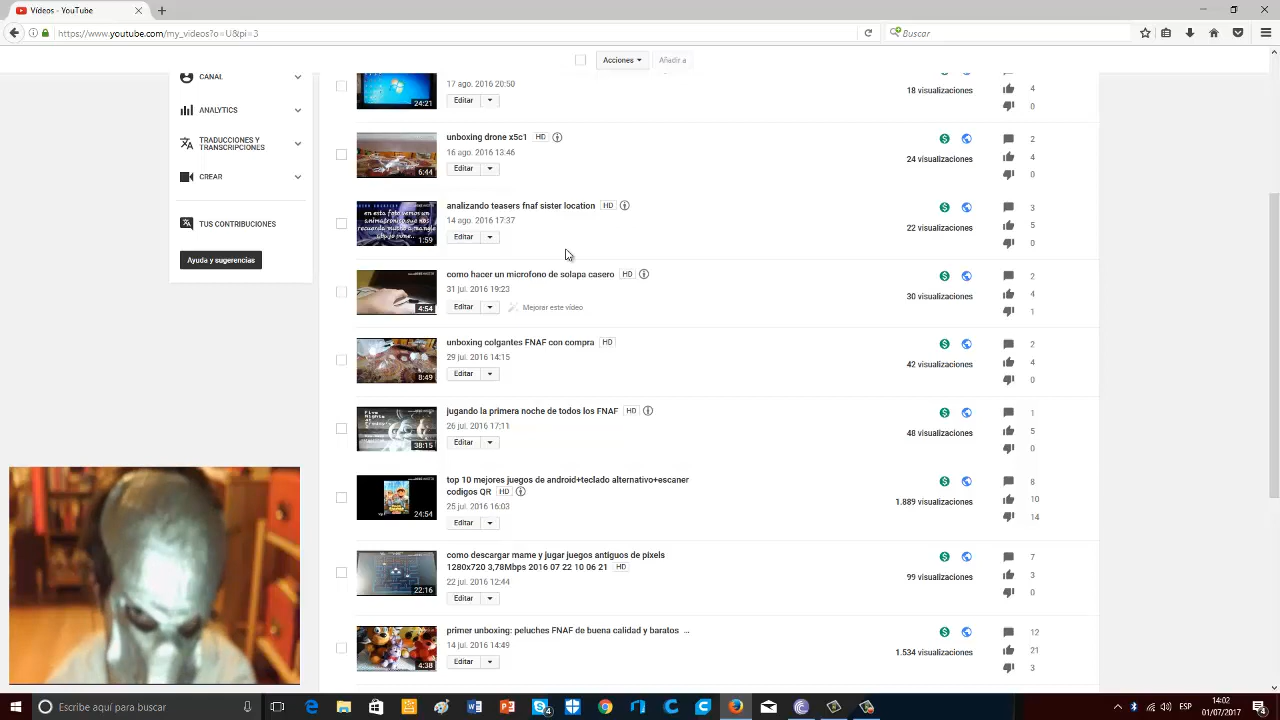 Vídeos - YouTube
https://www.youtube.com/my_videos?o=U&pi=3
Buscar
Acciones
Añadir a
CANAL
ANALYTICS
TRADUCCIONES Y
TRANSCRIPCIONES
CREAR
TUS CONTRIBUCIONES
Ayuda y sugerencias
24:21
17 ago. 2016 20:50
Editar
18 visualizaciones
4
0
6:44
unboxing drone x5c1 HD
16 ago. 2016 13:46
Editar
24 visualizaciones
2
4
0
en esta foto vemos un
1:59
analizando teasers fnaf sister location HD
14 ago. 2016 17:37
Editar
22 visualizaciones
3
5
0
4:54
como hacer un microfono de solapa casero HD
31 jul. 2016 19:23
Editar
Mejorar este vídeo
30 visualizaciones
2
4
1
8:49
unboxing colgantes FNAF con compra HD
29 jul. 2016 14:15
Editar
42 visualizaciones
2
4
0
38:15
jugando la primera noche de todos los FNAF HD
26 jul. 2016 17:11
Editar
48 visualizaciones
1
5
0
24:54
top 10 mejores juegos de android+teclado alternativo+escaner
codigos QR HD
25 jul. 2016 16:03
Editar
1.889 visualizaciones
8
10
14
22:16
como descargar mame y jugar juegos antiguos de pixels
1280x720 3,78Mbps 2016 07 22 10 06 21 HD
22 jul. 2016 12:44
Editar
99 visualizaciones
7
3
0
4:38
primer unboxing: peluches FNAF de buena calidad y baratos ...
14 jul. 2016 14:49
Editar
1.534 visualizaciones
12
21
3
Escribe aquí para buscar
4
ESP
14:02
01/07/2017